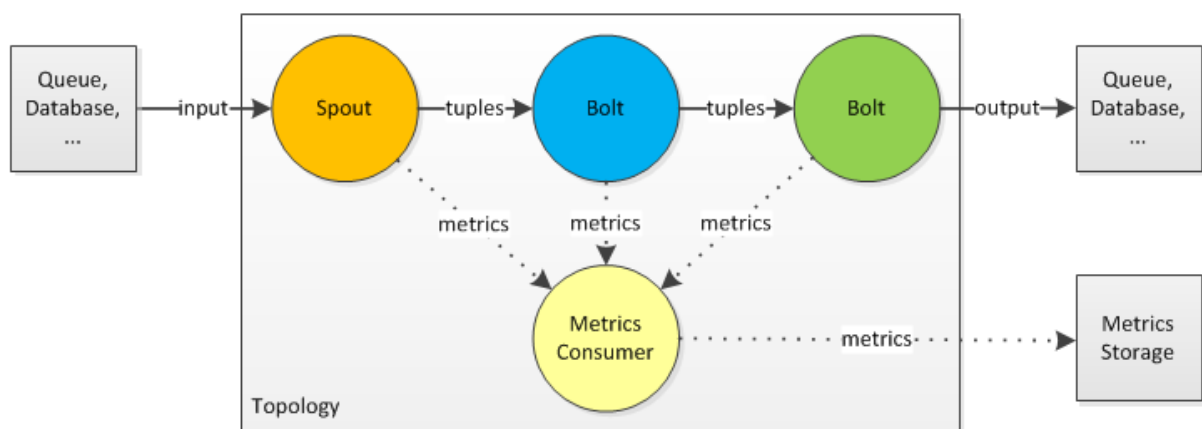 Queue,
Database,
...
input
Spout
tuples
Bolt
tuples
Bolt
output
Queue,
Database,
...
metrics
metrics
metrics
Metrics
Consumer
metrics
Metrics
Storage
Topology